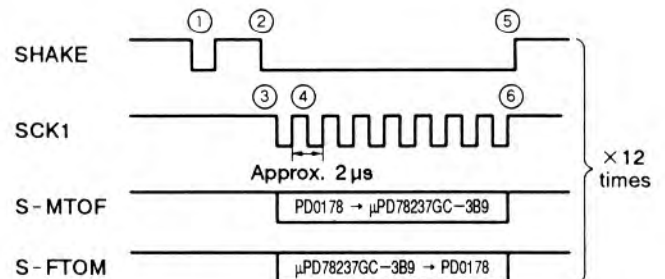 ① ② ⑤
SHAKE
③ ④ ⑥
SCK1
Approx. 2 μs
×12
times
S-MTOF
PD0178 → μPD78237GC-3B9
S-FTOM
μPD78237GC-3B9 → PD0178